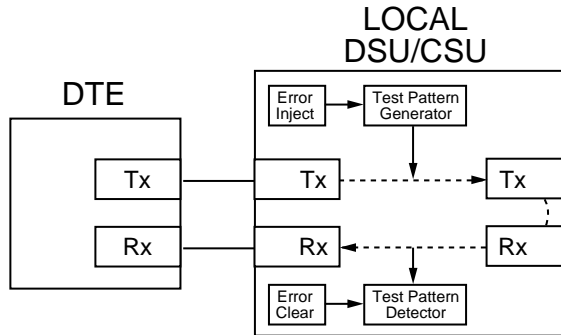 LOCAL
DSU/CSU
DTE
Error
Inject
Test Pattern
Generator
Tx
Tx
Tx
Rx
Rx
Rx
Error
Clear
Test Pattern
Detector